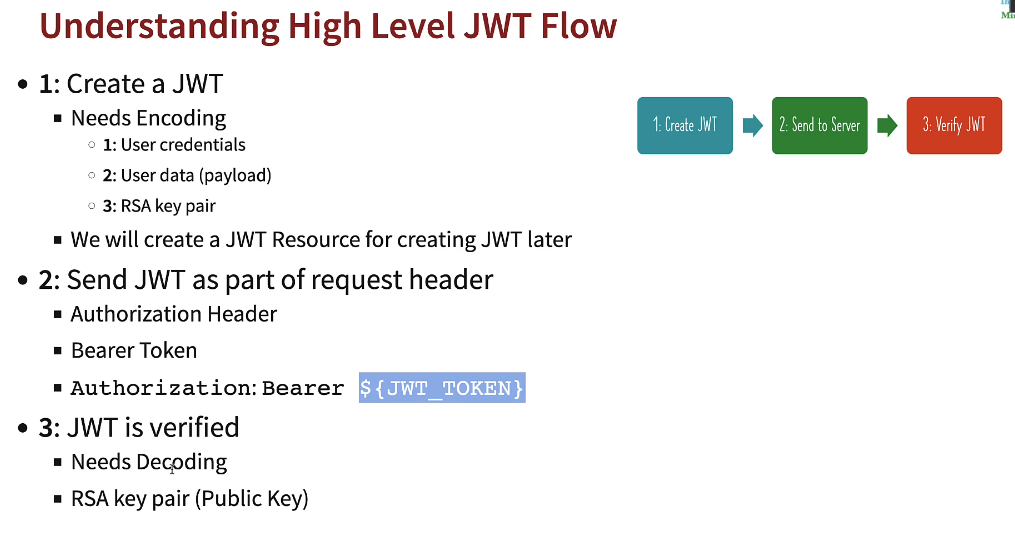 Understanding High Level JWT Flow
1: Create a JWT
Needs Encoding
1: User credentials
2: User data (payload)
3: RSA key pair
We will create a JWT Resource for creating JWT later
2: Send JWT as part of request header
Authorization Header
Bearer Token
Authorization: Bearer ${JWT_TOKEN}
3: JWT is verified
Needs Decoding
RSA key pair (Public Key)
1: Create JWT
2: Send to Server
3: Verify JWT